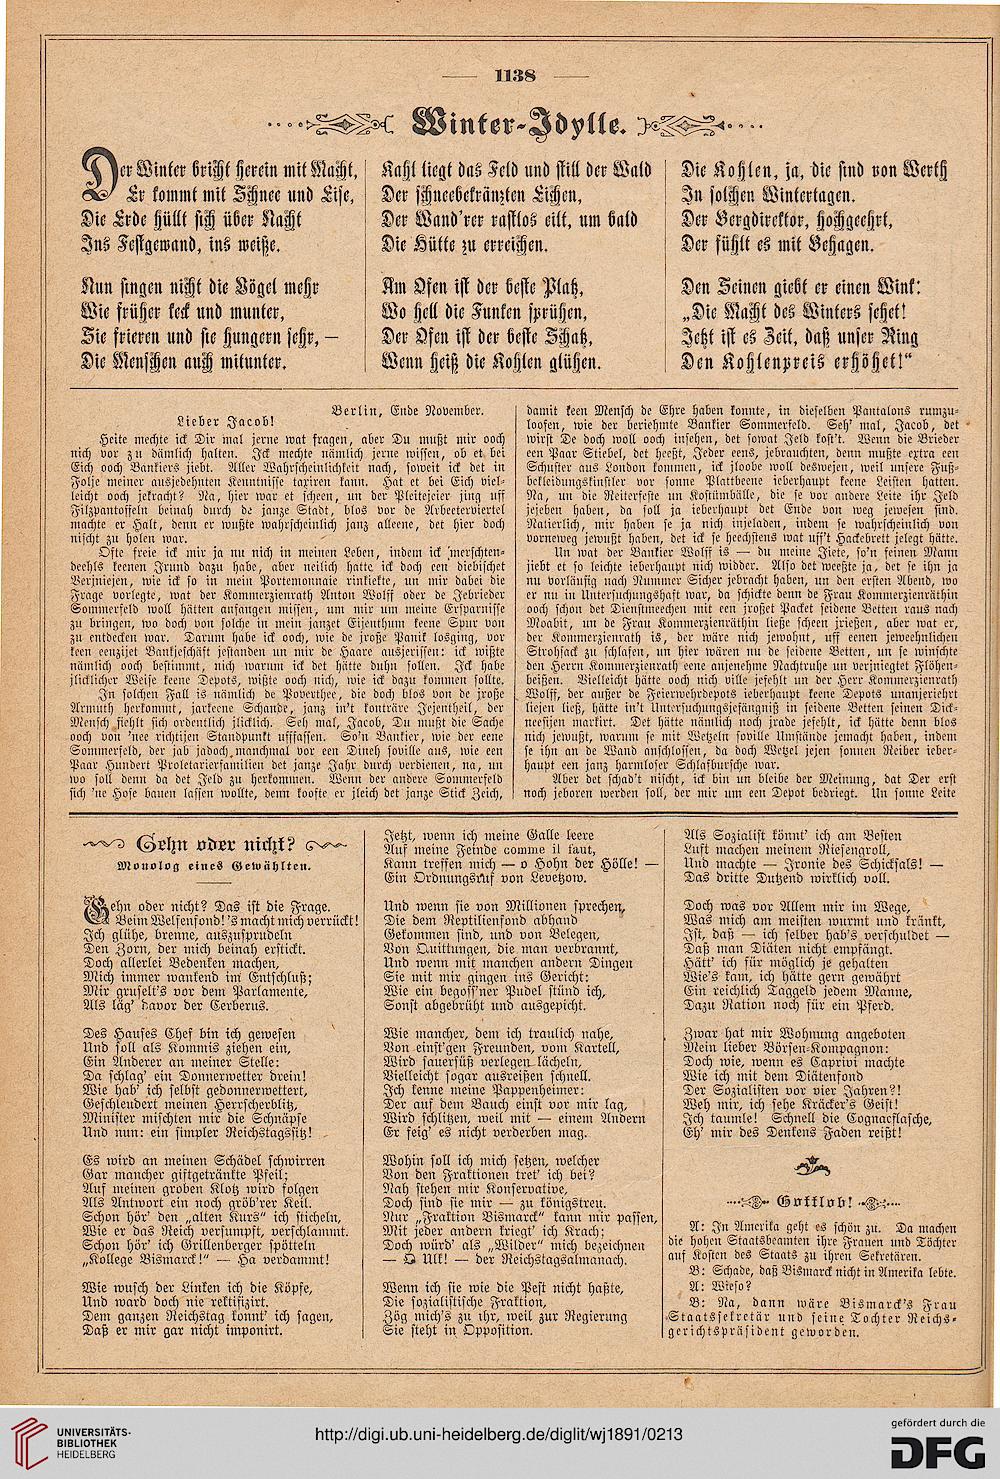 1138
Winter-Idylle.
Der Winter bricht herein mit Macht,
Er kommt mit Schnee und Eise,
Die Erde hüllt sich über Nacht
Ins Festgewand, ins weiße.
Nun singen nicht die Vögel mehr
Wie früher keck und munter,
Sie frieren und sie hungern sehr, —
Die Menschen auch mitunter.
Kahl liegt das Feld und still der Wald
Der schneebekränzten Eichen,
Der Wand'rer rastlos eilt, um bald
Die Hütte zu erreichen.
Am Ofen ist der beste Platz,
Wo hell die Funken sprühen,
Der Ofen ist der beste Schatz,
Wenn heiß die Kohlen glühen.
Die Kohlen, ja, die sind von Werth
In solchen Wintertagen.
Der Bergdirektor, hochgeehrt,
Der fühlt es mit Behagen.
Den Seinen giebt er einen Wink:
„Die Macht des Winters sehet!
Jetzt ist es Zeit, daß unser Ring
Den Kohlenpreis erhöhet!“
Berlin, Ende November.
Lieber Jacob!
Heite mechte ick Dir mal jerne wat fragen, aber Du mußt mir ooch
nich vor zu dämlich halten. Ick mechte nämlich jerne wissen, ob et bei
Eich ooch Bankiers jiebt. Aller Wahrscheinlichkeit nach, soweit ick det in
Folje meiner ausjedehnten Kenntnisse taxiren kann. Hat et bei Eich viel-
leicht ooch jekracht? Na, hier war et scheen, un der Pleitejeier jing uff
Filzpantoffeln beinah durch de janze Stadt, blos vor de Arbeeterviertel
machte er Halt, denn er wußte wahrscheinlich janz alleene, det hier doch
nischt zu holen war.
Ofte freie ick mir ja nu nich in meinen Leben, indem ick 'merschten-
deehls keenen Jrund dazu habe, aber neilich hatte ick doch een diebischet
Verjniejen, wie ick so in mein Portemonnaie rinkiekte, un mir dabei die
Frage vorlegte, wat der Kommerzienrath Anton Wolff oder de Jebrieder
Sommerfeld woll hätten anfangen missen, um mir um meine Ersparnisse
zu bringen, wo doch von solche in mein janzet Eijenthum keene Spur von
zu entdecken war. Darum habe ick ooch, wie de jroße Panik losging, vor
keen eenzijet Bankjeschäft jestanden un mir de Haare ausjerissen: ick wißte
nämlich ooch bestimmt, nich warum ick det hätte duhn sollen. Ick habe
jlicklicher Weise keene Depots, wißte ooch nich, wie ick dazu kommen sollte.
In solchen Fall is nämlich de Poverthee, die doch blos von de jroße
Armuth herkommt, jarkeene Schande, janz in't konträre Jejentheil, der
Mensch fiehlt sich ordentlich jlicklich. Seh mal, Jacob, Du mußt die Sache
ooch von 'nee richtijen Standpunkt uffassen. So'n Bankier, wie der eene
Sommerfeld, der jab jadoch manchmal vor een Dineh soville aus, wie een
Paar Hundert Proletarierfamilien det janze Jahr durch verdienen, na, un
wo soll denn da det Jeld zu herkommen. Wenn der andere Sommerfeld
sich 'ne Hose bauen lassen wollte, denn koofte er jleich det janze Stick Zeich,
damit keen Mensch de Ehre haben konnte, in dieselben Pantalons rumzu-
loofen, wie der beriehmte Bankier Sommerfeld. Seh' mal, Jacob, det
wirst De doch woll ooch insehen, det sowat Jeld kost't. Wenn die Brieder
een Paar Stiebel, det heeßt, Jeder eens, jebrauchten, denn mußte extra een
Schuster aus London kommen, ick jloobe woll deswejen, weil unsere Fuß-
bekleidungskinstler vor sonne Plattbeene ieberhaupt keene Leisten hatten.
Na, un die Reiterfeste un Kostümbälle, die se vor andere Leite ihr Jeld
jejeben haben, da soll ja ieberhaupt det Ende von weg jewesen sind.
Natierlich, mir haben se ja nich injeladen, indem se wahrscheinlich von
vorneweg jewußt haben, det ick se heechstens wat uff't Hackebrett jelegt hätte.
Un wat der Bankier Wolff is — du meine Jiete, so'n feinen Mann
jiebt et so leichte ieberhaupt nich widder. Also det weeßte ja, det se ihn ja
nu vorläufig nach Nummer Sicher jebracht haben, un den ersten Abend, wo
er nu in Untersuchungshaft war, da schickte denn de Frau Kommerzienräthin
ooch schon det Dienstmeechen mit een jroßet Packet seidene Betten raus nach
Moabit, un de Frau Kommerzienräthin ließe scheen jrießen, aber wat er,
der Kommerzienrath is, der wäre nich jewohnt, uff eenen jeweehnlichen
Strohsack zu schlafen, un hier wären nu de seidene Betten, un se winschte
den Herrn Kommerzienrath eene anjenehme Nachtruhe un verjniegtet Flöhen-
beißen. Vielleicht hätte ooch nich ville jefehlt un der Herr Kommerzienrath
Wolff, der außer de Feierwehrdepots ieberhaupt keene Depots unanjeriehrt
liejen ließ, hätte in't Untersuchungsjefängniß in seidene Betten seinen Dick-
neesijen markirt. Det hätte nämlich noch jrade jefehlt, ick hätte denn blos
nich jewußt, warum se mit Wetzeln soville Umstände jemacht haben, indem
se ihn an de Wand anschlossen, da doch Wetzel jejen sonnen Reiber ieber-
haupt een janz harmloser Schlafbursche war.
Aber det schad't nischt, ick bin un bleibe der Meinung, dat Der erst
noch jeboren werden soll, der mir um een Depot bedriegt. Un sonne Leite
Gehn oder nicht?
Monolog eines Gewählten.
Gehn oder nicht? Das ist die Frage.
Beim Welfenfond! 's macht mich verrückt!
Ich glühe, brenne, auszusprudeln
Den Zorn, der mich beinah erstickt.
Doch allerlei Bedenken machen,
Mich immer wankend im Entschluß;
Mir gruselt's vor dem Parlamente,
Als läg' davor der Cerberus.
Des Hauses Chef bin ich gewesen
Und soll als Kommis ziehen ein,
Ein Anderer an meiner Stelle:
Da schlag' ein Donnerwetter drein!
Wie hab' ich selbst gedonnerwettert,
Geschleudert meinen Herrscherblitz,
Minister mischten mir die Schnäpse
Und nun: ein simpler Reichstagssitz!
Es wird an meinen Schädel schwirren
Gar mancher giftgetränkte Pfeil;
Auf meinen groben Klotz wird folgen
Als Antwort ein noch gröb'rer Keil.
Schon hör' den „alten Kurs“ ich sticheln,
Wie er das Reich versumpft, verschlammt.
Schon hör' ich Grillenberger spötteln
„Kollege Bismarck!“ — Ha verdammt!
Wie wusch der Linken ich die Köpfe,
Und ward doch nie rektifizirt.
Dem ganzen Reichstag konnt' ich sagen,
Daß er mir gar nicht imponirt.
Jetzt, wenn ich meine Galle leere
Auf meine Feinde comme il faut,
Kann treffen mich — o Hohn der Hölle! —
Ein Ordnungsruf von Levetzow.
Und wenn sie von Millionen sprechen,
Die dem Reptilienfond abhand
Gekommen sind, und von Belegen,
Von Quittungen, die man verbrannt,
Und wenn mit manchen andern Dingen
Sie mit mir gingen ins Gericht:
Wie ein begoss'ner Pudel stünd ich,
Sonst abgebrüht und ausgepicht.
Wie mancher, dem ich traulich nahe,
Von einst'gen Freunden, vom Kartell,
Wird sauersüß verlegen lächeln,
Vielleicht sogar ausreißen schnell.
Ich kenne meine Pappenheimer:
Der auf dem Bauch einst vor mir lag,
Wird schlitzen, weil mit — einem Andern
Er feig' es nicht verderben mag.
Wohin soll ich mich setzen, welcher
Von den Fraktionen tret' ich bei?
Nah stehen mir Konservative,
Doch sind sie mir — zu königstreu.
Nur „Fraktion Bismarck“ kann mir passen,
Mit jeder andern kriegt' ich Krach;
Doch würd' als „Wilder“ mich bezeichnen
— O Ulk! — der Reichstagsalmanach.
Wenn ich sie wie die Pest nicht haßte,
Die sozialistische Fraktion,
Zög mich's zu ihr, weil zur Regierung
Sie steht in Opposition.
Als Sozialist könnt' ich am Besten
Luft machen meinem Riesengroll,
Und machte — Ironie des Schicksals! —
Das dritte Dutzend wirklich voll.
Doch was vor Allem mir im Wege,
Was mich am meisten wurmt und kränkt,
Ist, daß — ich selber hab's verschuldet —
Daß man Diäten nicht empfängt.
Hätt' ich für möglich je gehalten
Wie's kam, ich hätte gern gewährt
Ein reichlich Taggeld jedem Manne,
Dazu Ration noch für ein Pferd.
Zwar hat mir Wohnung angeboten
Mein lieber Börsen-Kompagnon:
Doch wie, wenn es Caprivi machte
Wie ich mit dem Diätenfond
Der Sozialisten vor vier Jahren?!
Weh mir, ich sehe Kräcker's Geist!
Ich taumle! Schnell die Cognacflasche,
Eh' mir des Denkens Faden reißt!
Gottlob!
A: In Amerika geht es schön zu. Da machen
die hohen Staatsbeamten ihre Frauen und Töchter
auf Kosten des Staats zu ihren Sekretären.
B: Schade, daß Bismarck nicht in Amerika lebte.
A: Wieso?
B: Na, dann wäre Bismarck's Frau
Staatssekretär und seine Tochter Reichs-
gerichtspräsident geworden.
UNIVERSITÄTS-
BIBLIOTHEK
HEIDELBERG
http://digi.ub.uni-heidelberg.de/diglit/wj1891/0213
gefördert durch die
DFG